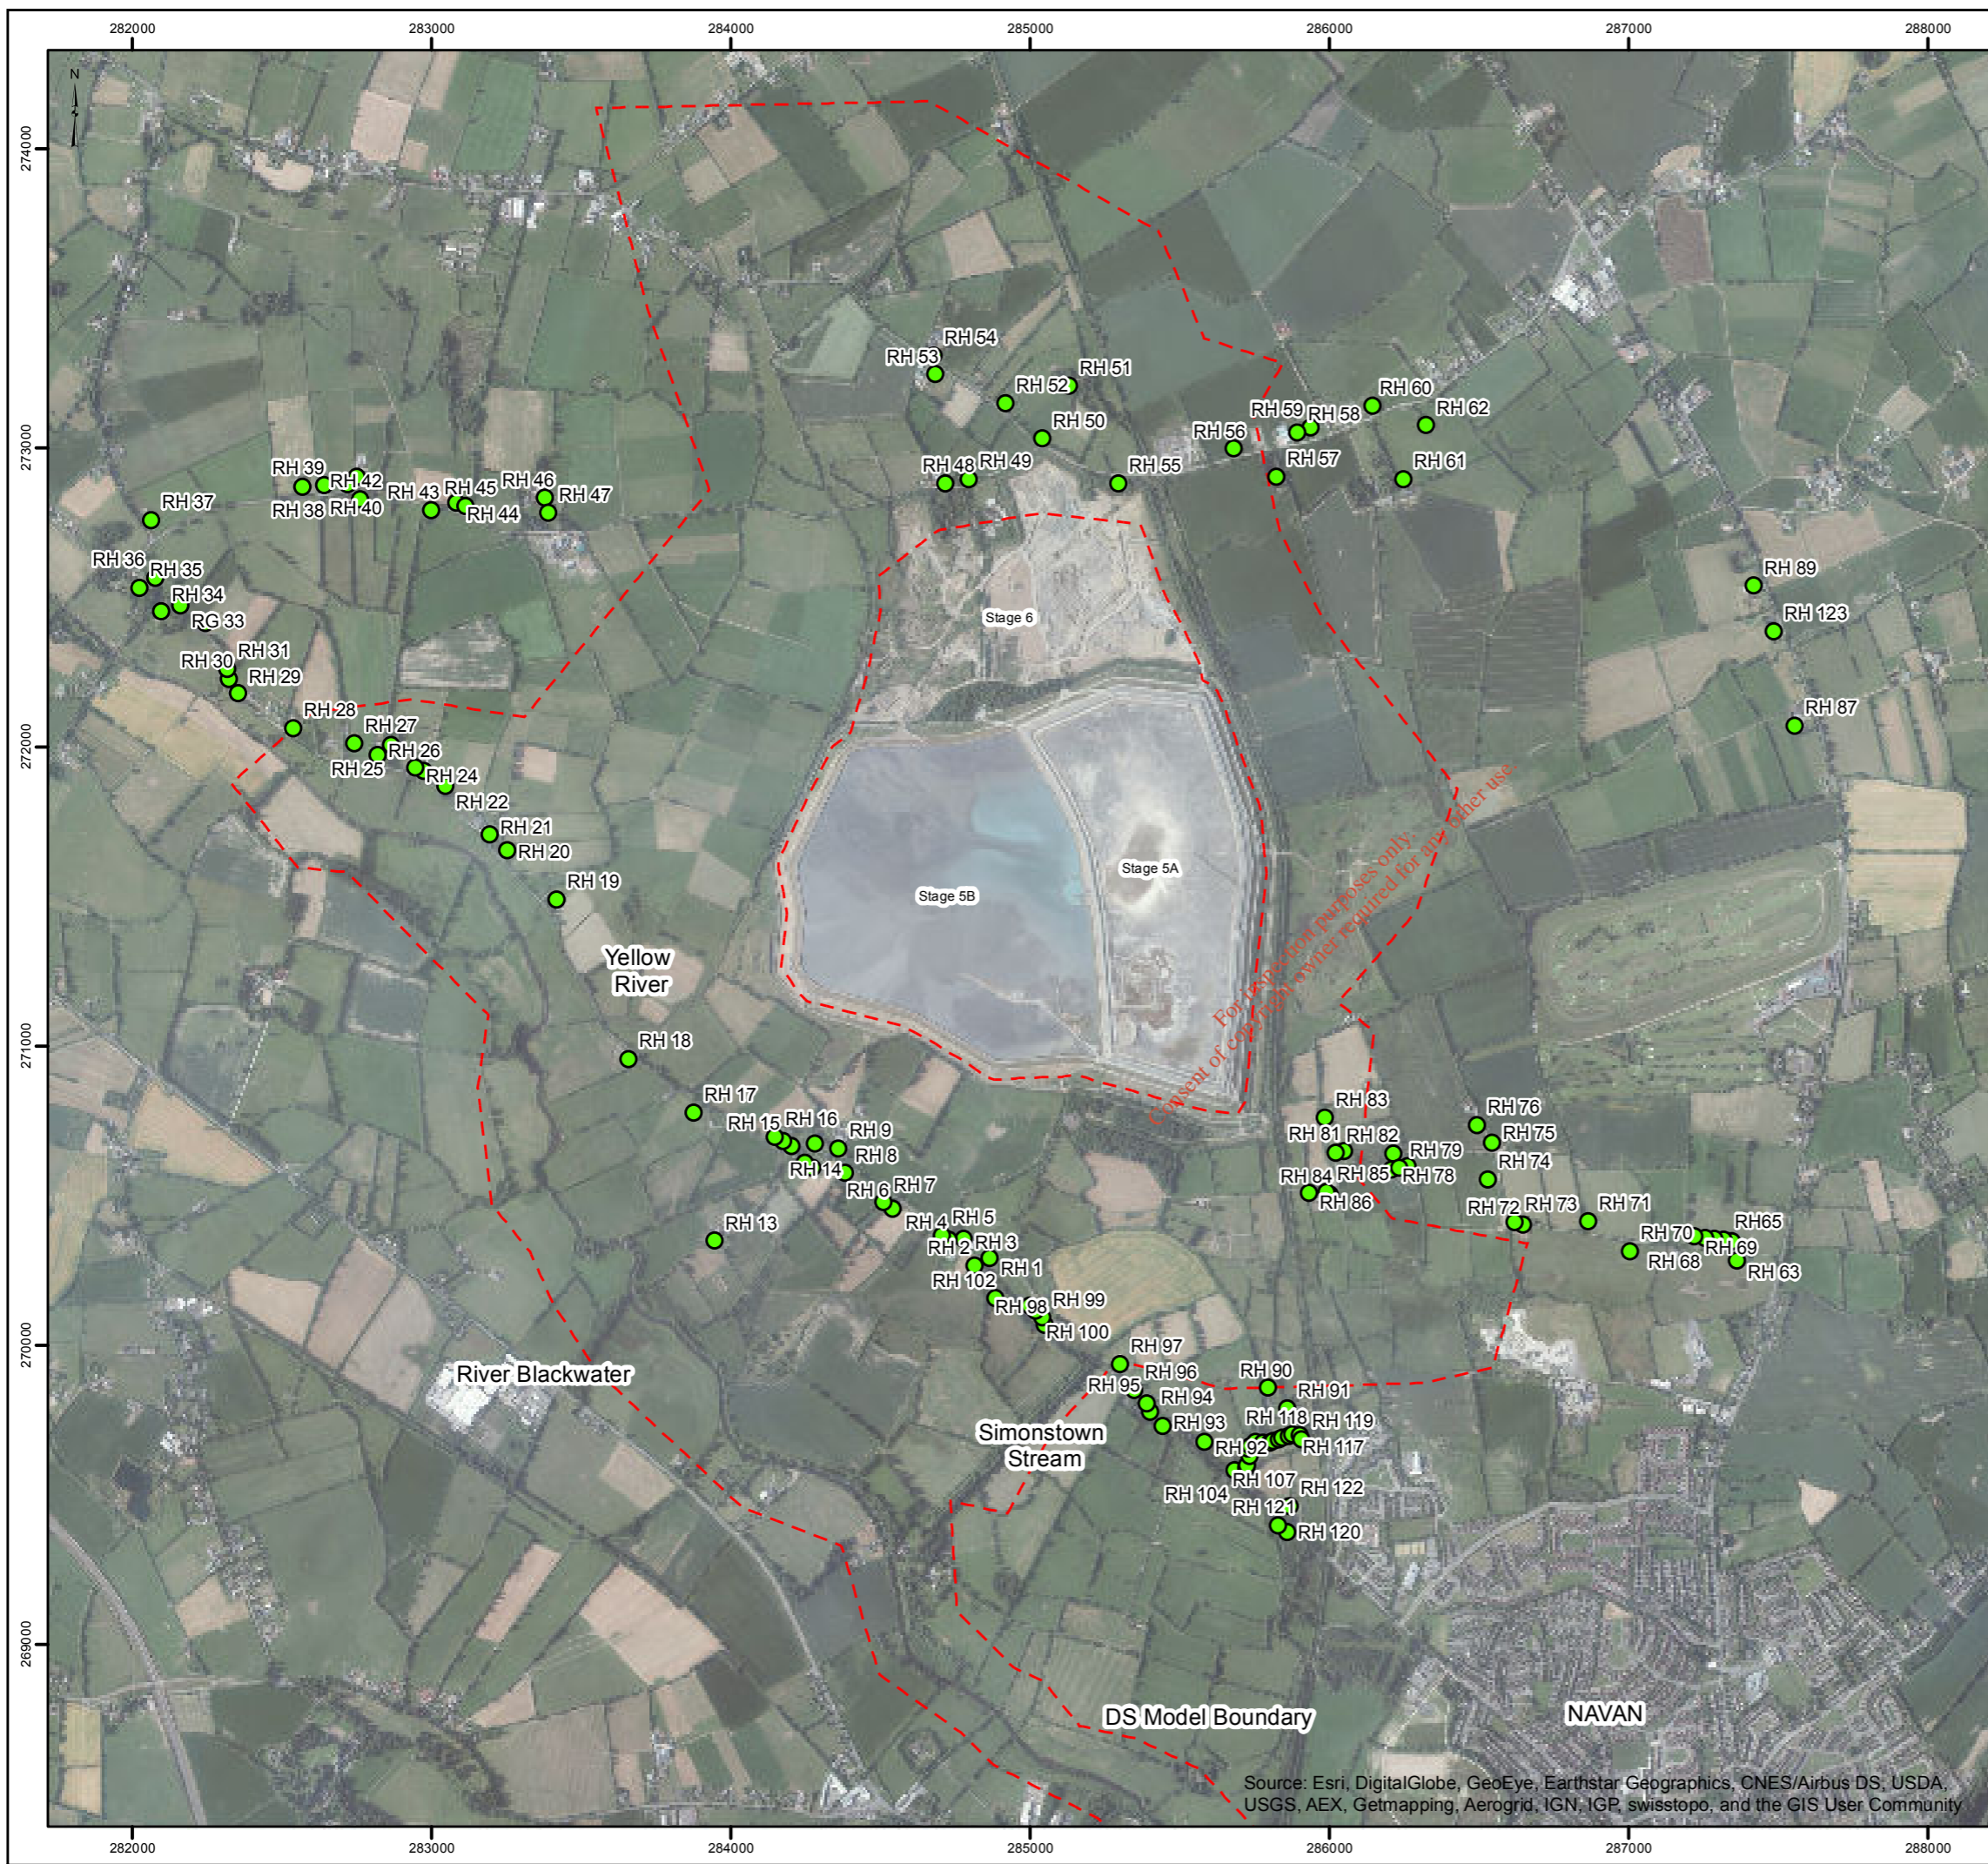 282000
283000
284000
285000
286000
287000
288000
N
274000
273000
272000
271000
270000
269000
RH 54
RH 53
RH 51
RH 52
RH 50
RH 60
RH 62
RH 59
RH 58
RH 56
RH 57
RH 61
RH 55
RH 48
RH 49
RH 39
RH 42
RH 38
RH 40
RH 43
RH 45
RH 44
RH 46
RH 47
RH 37
RH 36
RH 35
RH 34
RG 33
RH 31
RH 30
RH 29
RH 28
RH 27
RH 26
RH 25
RH 24
RH 22
RH 21
RH 20
RH 19
RH 89
RH 123
RH 87
Stage 6
Stage 5A
Stage 5B
For inspection purposes only.
Consent of copyright owner required for any other use.
Yellow
River
RH 18
RH 17
RH 16
RH 15
RH 9
RH 14
RH 8
RH 6
RH 7
RH 13
RH 4
RH 5
RH 2
RH 3
RH 1
RH 102
RH 98
RH 99
RH 100
RH 83
RH 81
RH 82
RH 79
RH 78
RH 84
RH 85
RH 86
RH 76
RH 75
RH 74
RH 72
RH 73
RH 71
RH 70
RH65
RH 69
RH 68
RH 63
RH 97
RH 96
RH 95
RH 94
RH 93
RH 90
RH 91
RH 118
RH 119
RH 92
RH 117
RH 107
RH 104
RH 122
RH 121
RH 120
River Blackwater
Simonstown
Stream
DS Model Boundary
NAVAN
Source: Esri, DigitalGlobe, GeoEye, Earthstar Geographics, CNES/Airbus DS, USDA,
USGS, AEX, Getmapping, Aerogrid, IGN, IGP, swisstopo, and the GIS User Community
282000
283000
284000
285000
286000
287000
288000